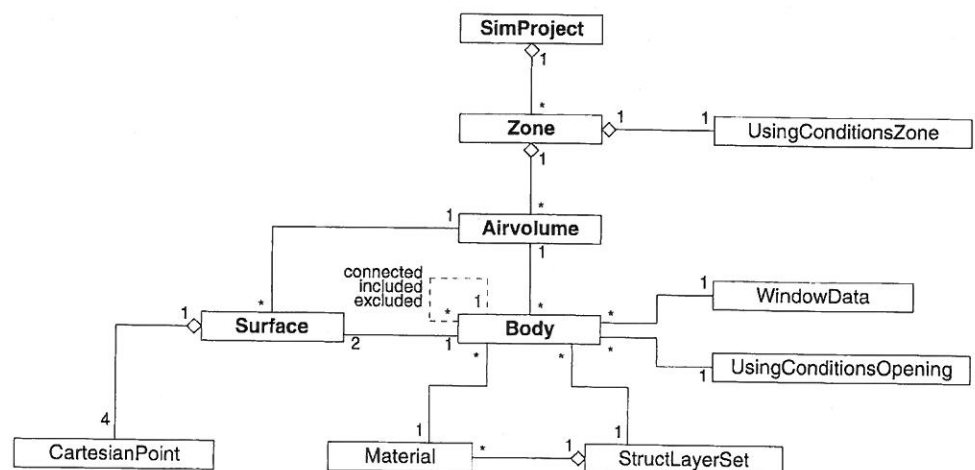 SimProject
1
*
Zone
1
1
UsingConditionsZone
1
*
1
Airvolume
1
connected
included
excluded
1
1
WindowData
*
1
*
*
*
Surface
2
1
Body
*
*
*
1
UsingConditionsOpening
4
1
1
CartesianPoint
Material
*
1
StructLayerSet